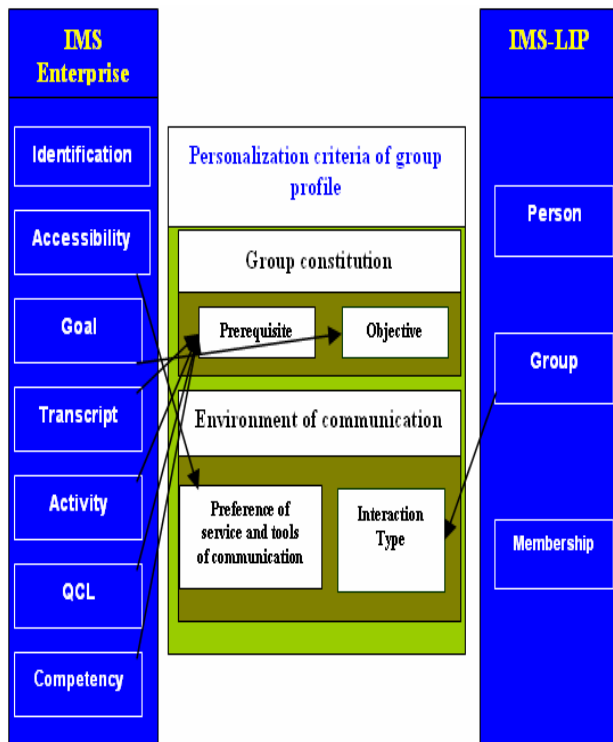 IMS
Enterprise
Identification
Accessibility
Goal
Transcript
Activity
QCL
Competency
Personalization criteria of group
profile
Group constitution
Prerequisite
Objective
Environment of communication
Preference of
service and tools
of communication
Interaction
Type
IMS-LIP
Person
Group
Membership